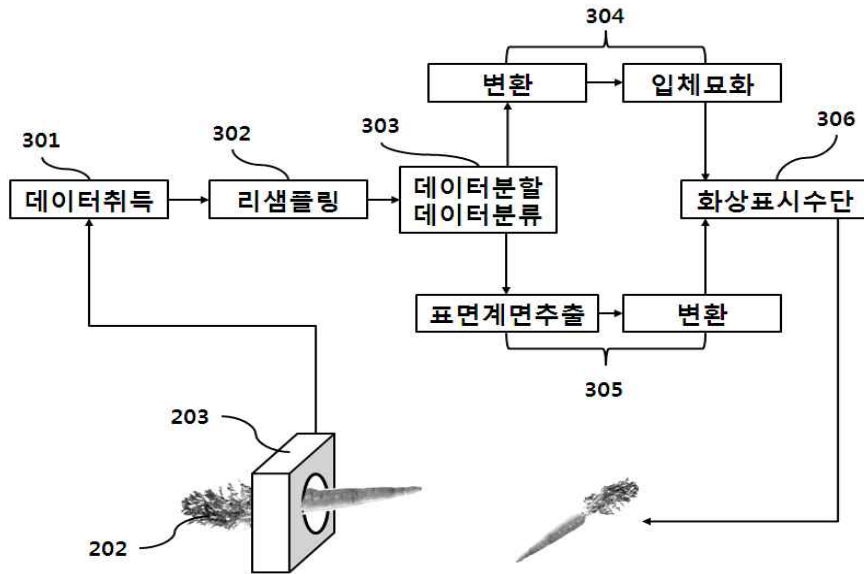 304
변환
입체묘화
301
302
303
306
데이터취득
리샘플링
데이터분할
데이터분류
화상표시수단
표면계면추출
변환
305
203
202